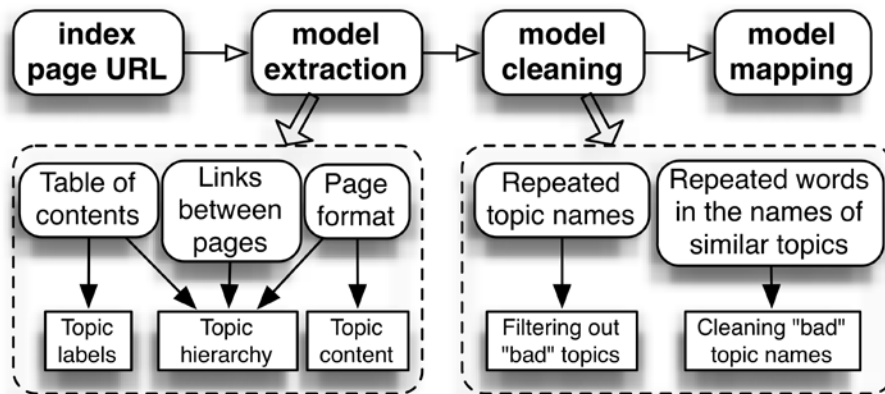 index
page URL
model
extraction
model
cleaning
model
mapping
Table of
contents
Links
between
pages
Page
format
Repeated
topic names
Repeated words
in the names of
similar topics
Topic
labels
Topic
hierarchy
Topic
content
Filtering out
"bad" topics
Cleaning "bad"
topic names